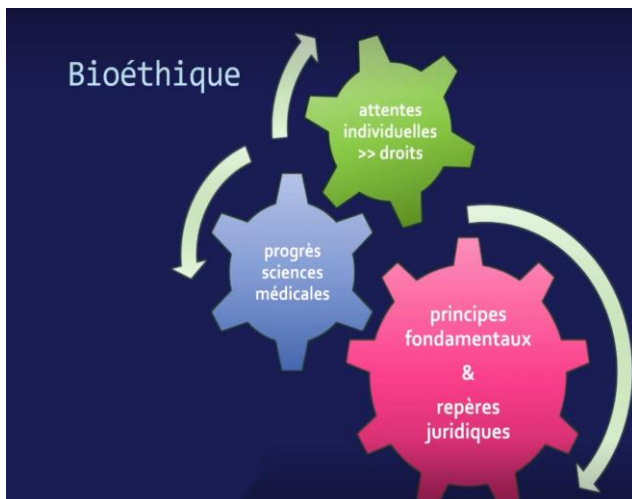 Bioéthique
attentes
individuelles
>> droits
progrès
sciences
médicales
principes
fondamentaux
&
repères
juridiques